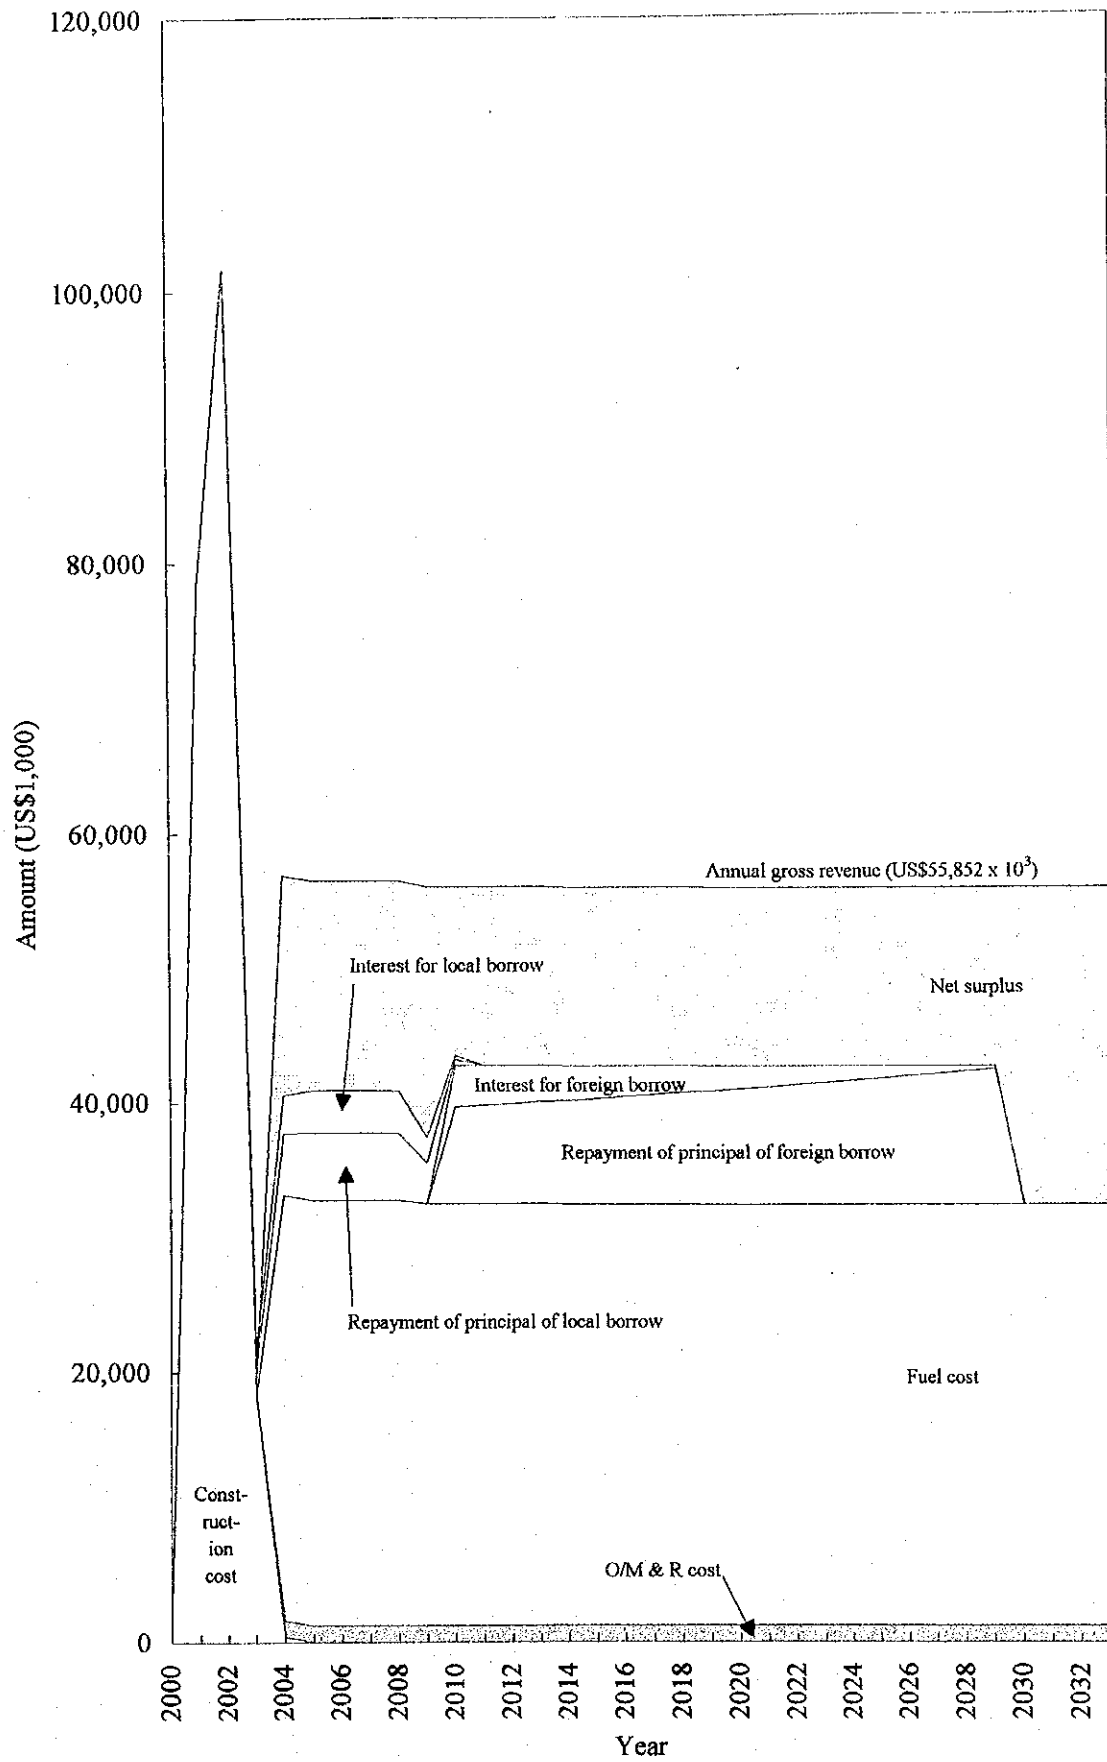 120,000
100,000
80,000
60,000
40,000
20,000
0
Amount (US$1,000)
Annual gross revenue (US$55,852 x 10³)
Interest for local borrow
Net surplus
Interest for foreign borrow
Repayment of principal of foreign borrow
Repayment of principal of local borrow
Fuel cost
Const-
ruct-
ion
cost
O/M & R cost
2000
2002
2004
2006
2008
2010
2012
2014
2016
2018
2020
2022
2024
2026
2028
2030
2032
Year